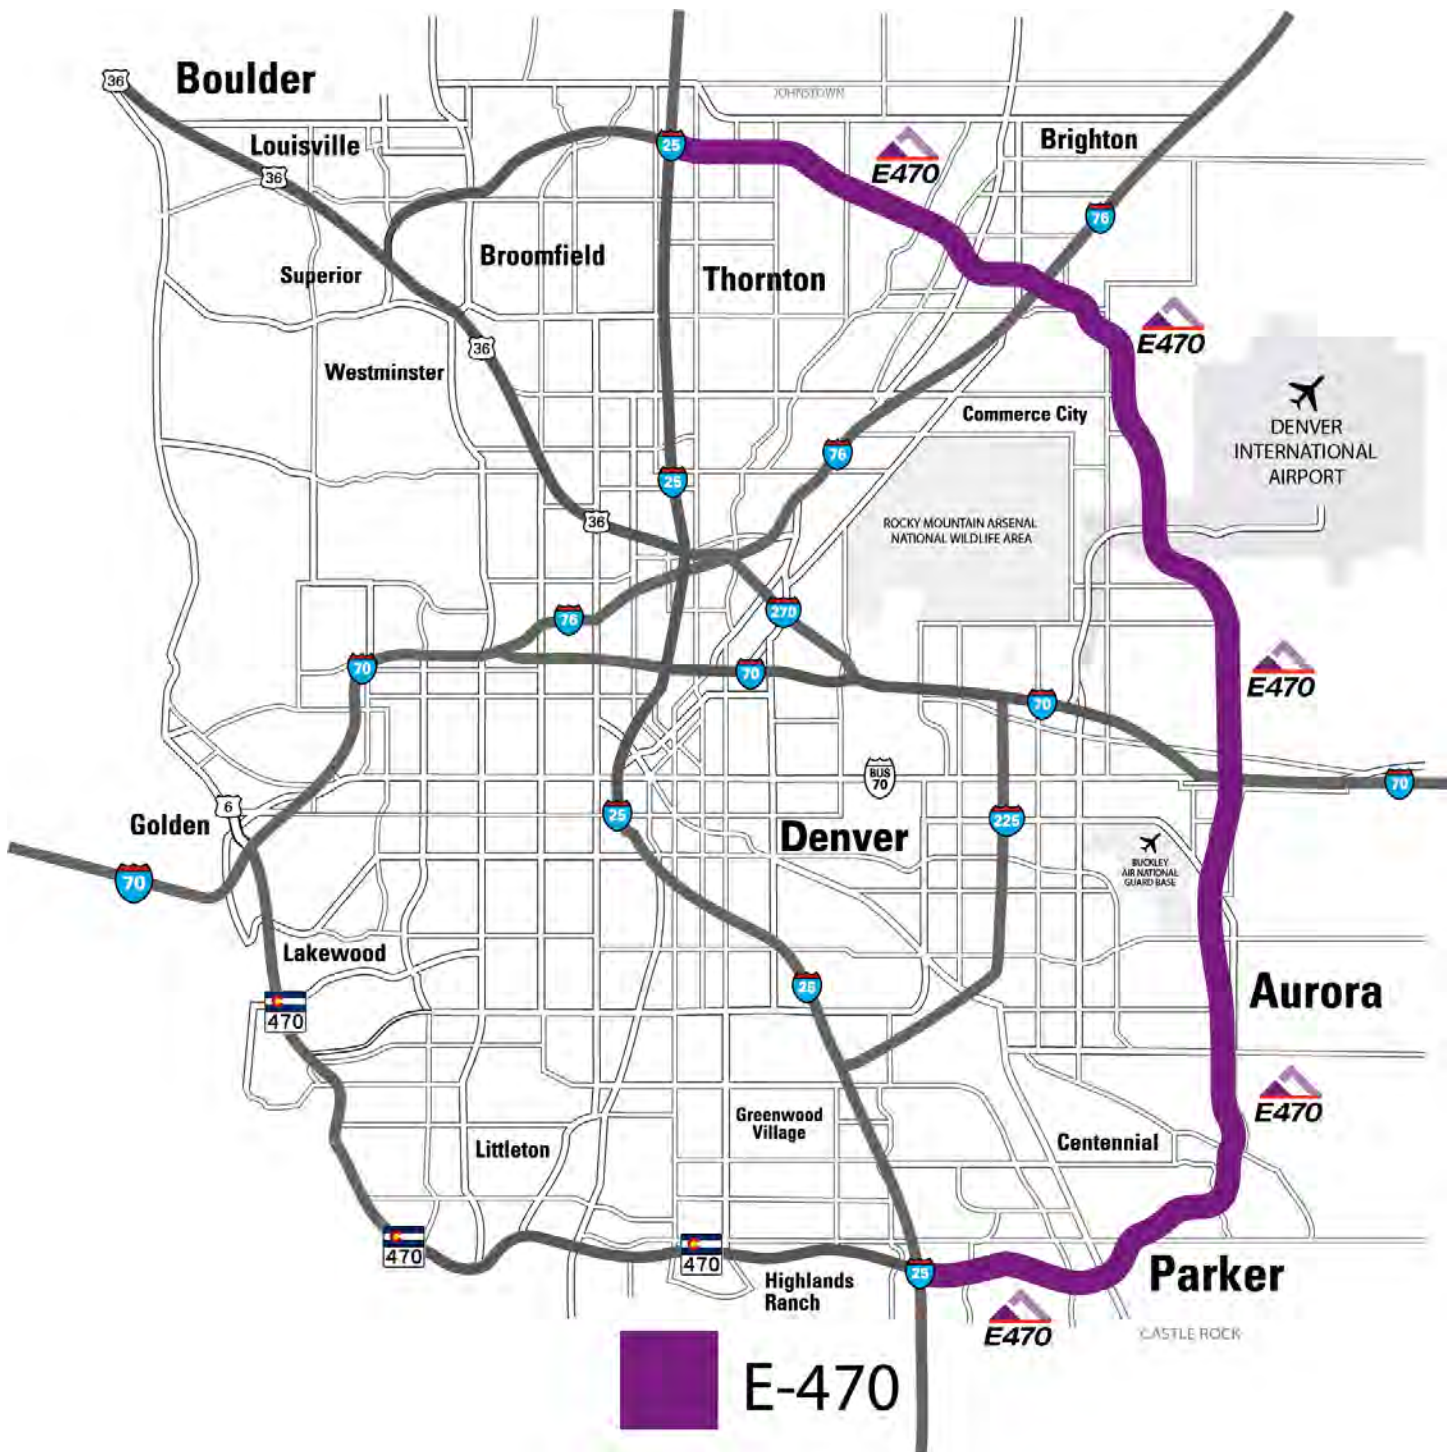 36
Boulder
JOHNSTOWN
Louisville
25
E470
Brighton
36
76
Broomfield
Superior
Thornton
E470
36
Westminster
Commerce City
DENVER
INTERNATIONAL
AIRPORT
76
25
36
ROCKY MOUNTAIN ARSENAL
NATIONAL WILDLIFE AREA
76
270
70
70
E470
70
BUS
70
70
6
Golden
25
Denver
225
BUCKLEY
AIR NATIONAL
GUARD BASE
70
Lakewood
25
Aurora
470
E470
Greenwood
Village
Littleton
Centennial
470
470
25
Highlands
Ranch
Parker
E470
CASTLE ROCK
E-470